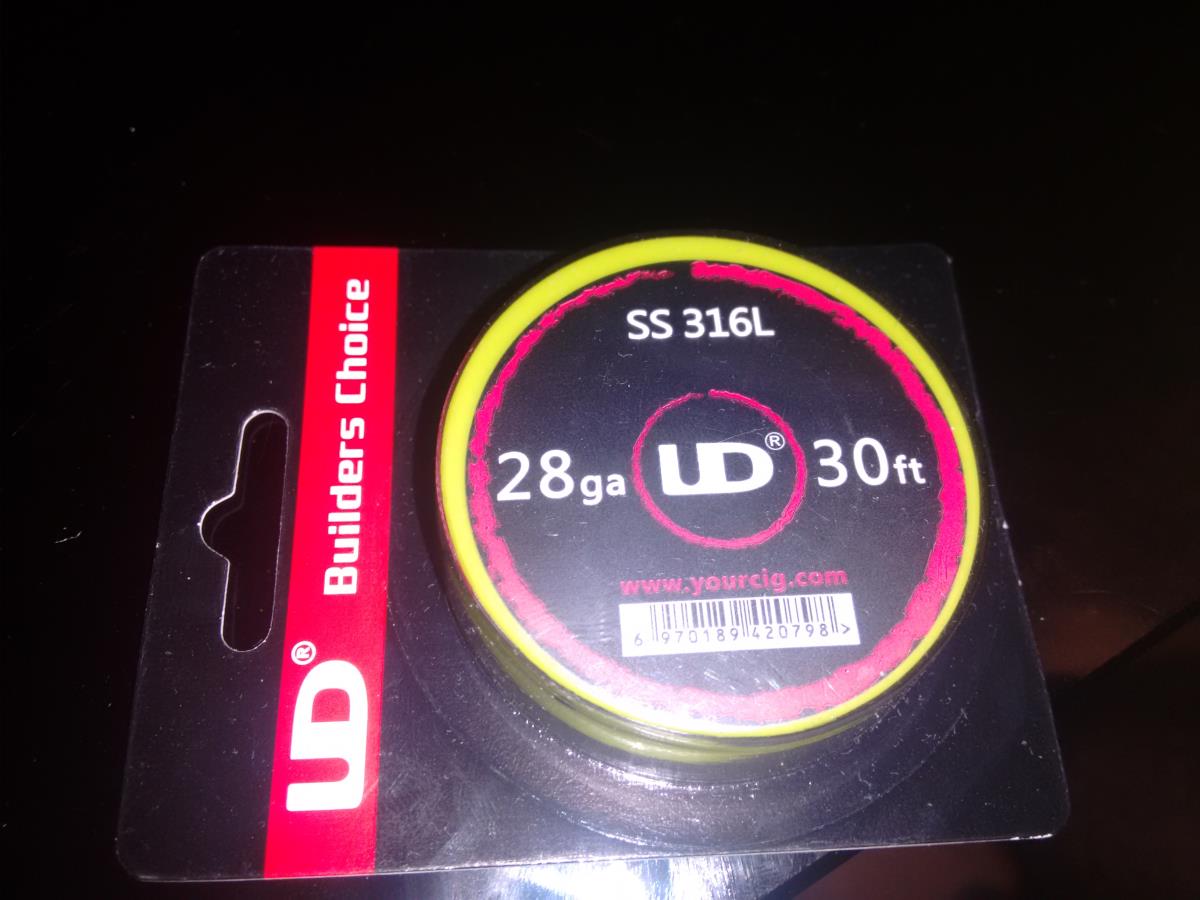 UD® Builders Choice
SS 316L
28ga UD® 30ft
www.yourcig.com
6 970189 420798 >